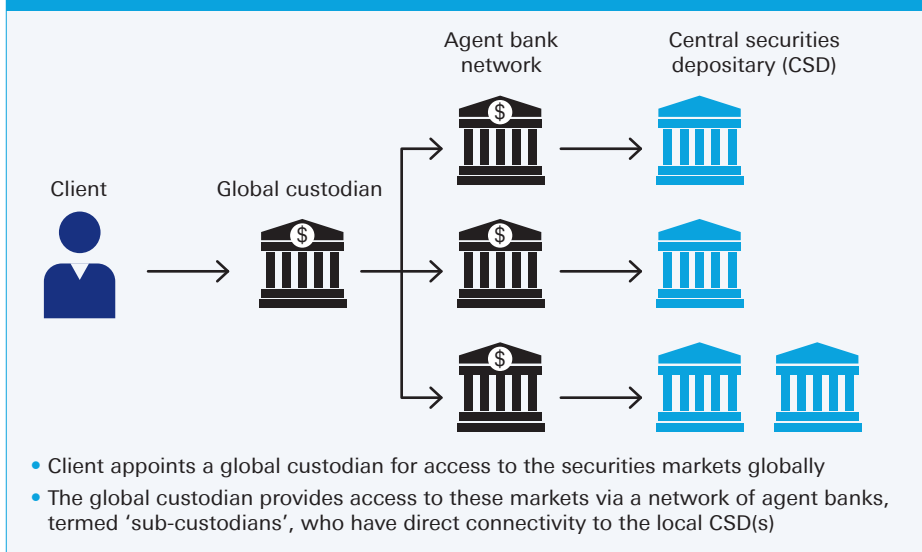 Agent bank
network
Central securities
depositary (CSD)
Client
Global custodian
$
$
$
$
• Client appoints a global custodian for access to the securities markets globally
• The global custodian provides access to these markets via a network of agent banks,
termed ‘sub-custodians’, who have direct connectivity to the local CSD(s)